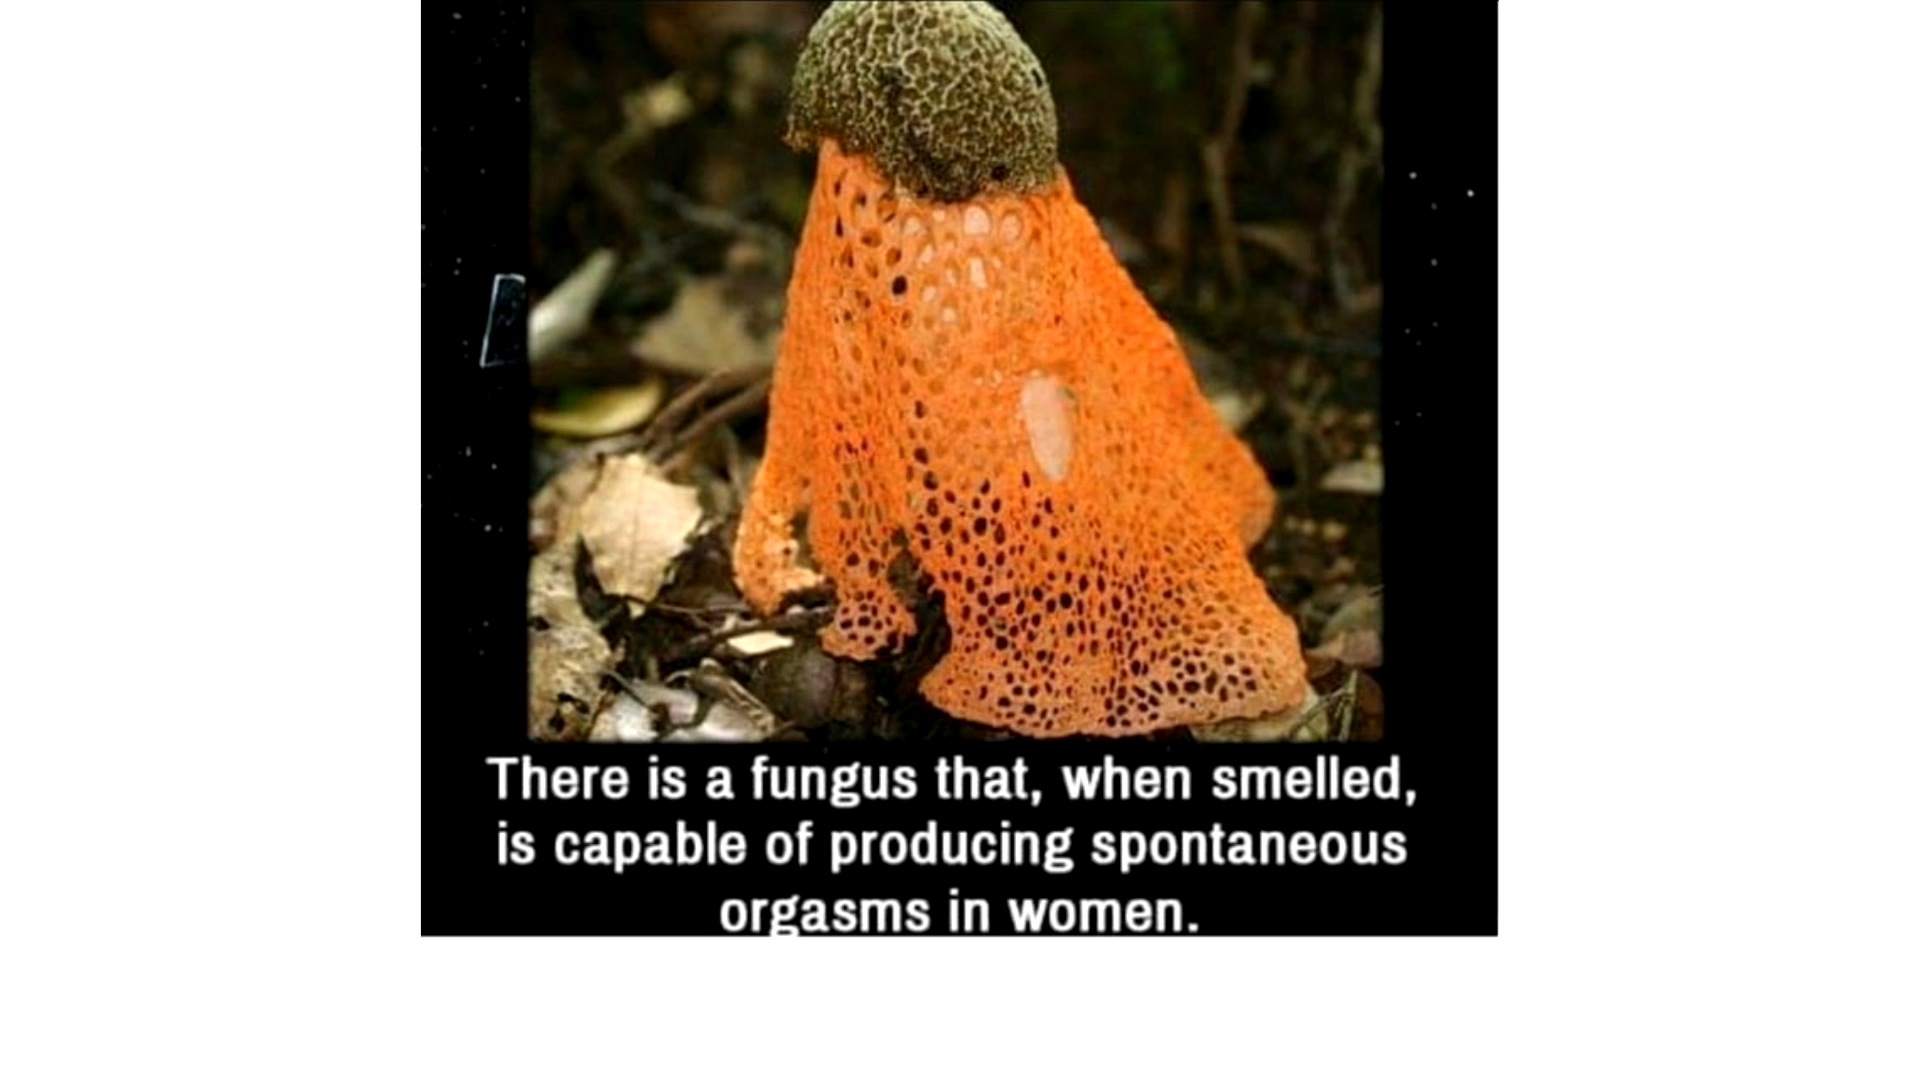 There is a fungus that, when smelled,
is capable of producing spontaneous
orgasms in women.